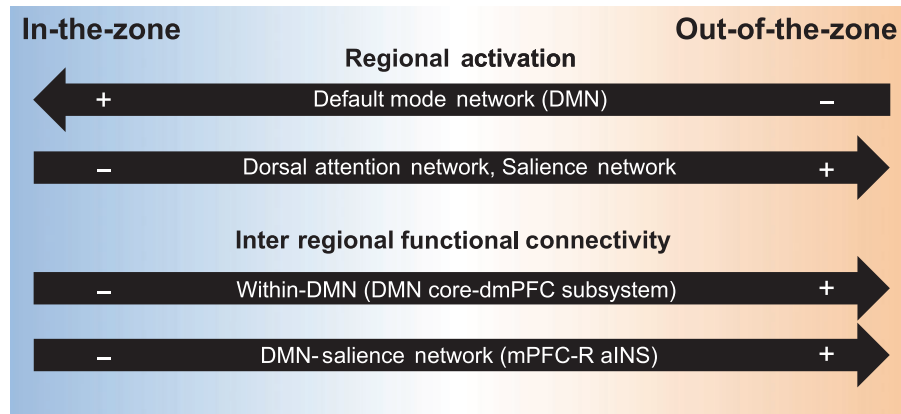 In-the-zone Out-of-the-zone
Regional activation
+ Default mode network (DMN) –
– Dorsal attention network, Salience network +
Inter regional functional connectivity
– Within-DMN (DMN core-dmPFC subsystem) +
– DMN-salience network (mPFC-R aINS) +